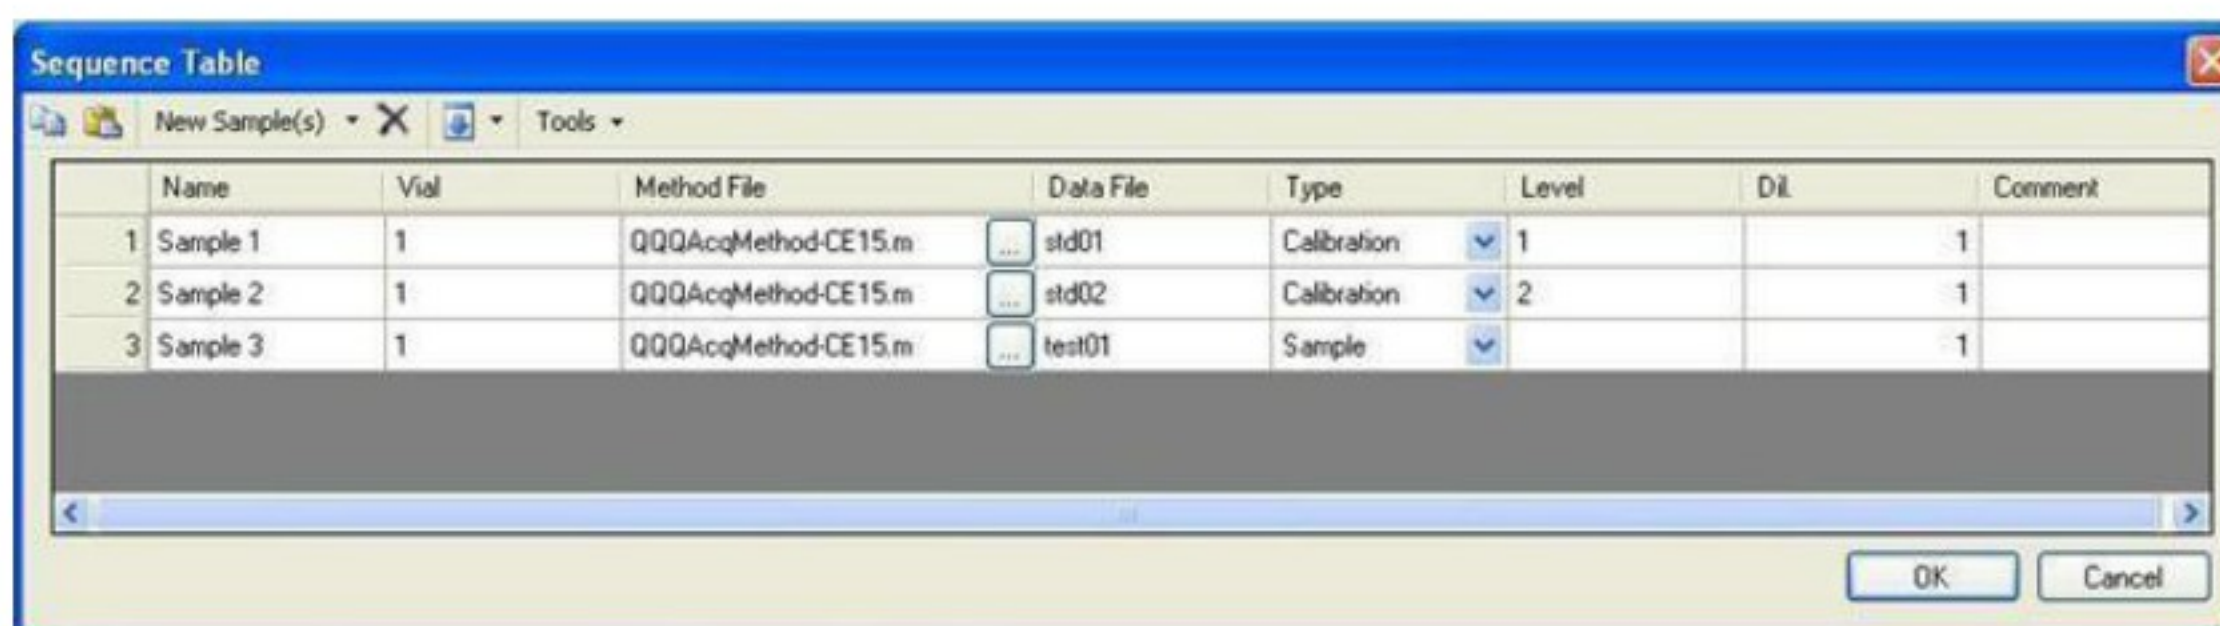 Sequence Table
New Sample(s) Tools
Name Vial Method File Data File Type Level Dil. Comment
1 Sample 1 1 QQQAcqMethod-CE15.m ... std01 Calibration 1 1
2 Sample 2 1 QQQAcqMethod-CE15.m ... std02 Calibration 2 1
3 Sample 3 1 QQQAcqMethod-CE15.m ... test01 Sample 1
OK Cancel